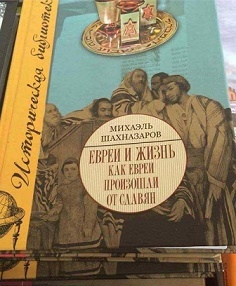 Историческая библиотека
МИХАЭЛЬ
ШАХНАЗАРОВ
ЕВРЕИ И ЖИЗНЬ
КАК ЕВРЕИ
ПРОИЗОШЛИ
ОТ СЛАВЯН